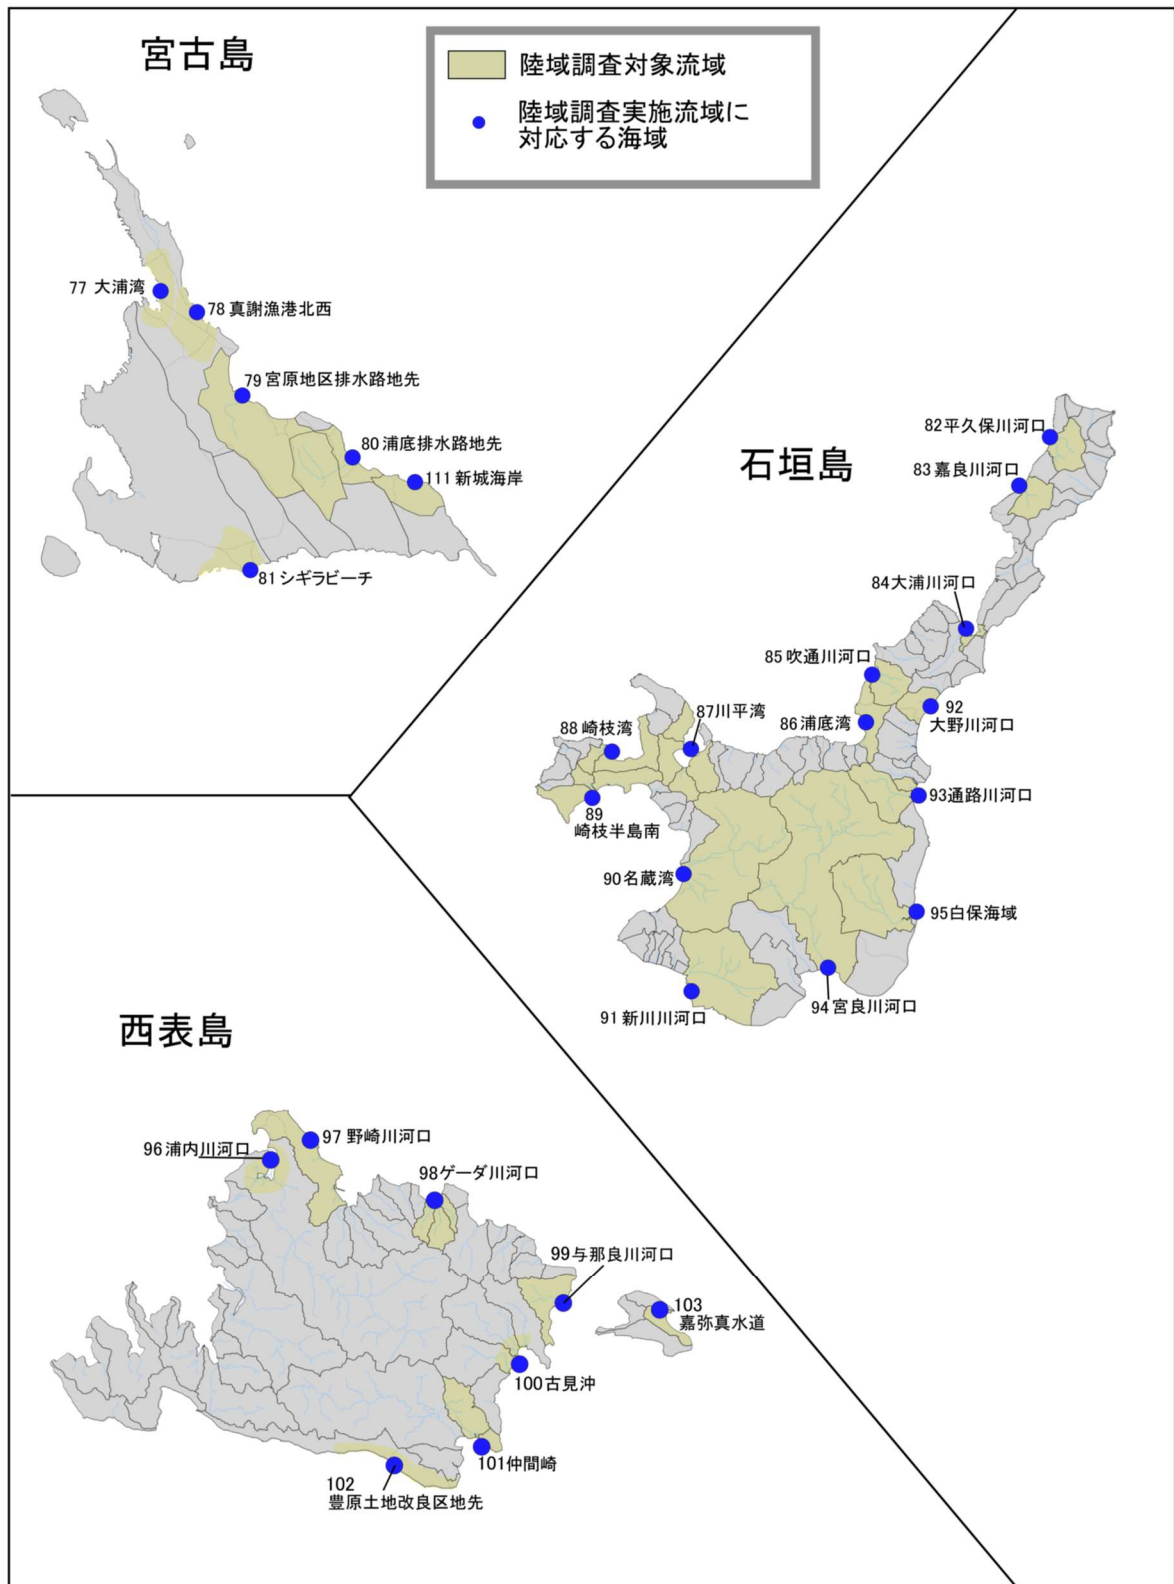 宮古島
陸域調査対象流域
陸域調査実施流域に
対応する海域
77 大浦湾
78 真謝漁港北西
79 宮原地区排水路地先
80 浦底排水路地先
111 新城海岸
81 シギラビーチ
石垣島
82 平久保川河口
83 嘉良川河口
84 大浦川河口
85 吹通川河口
86 浦底湾
92
大野川河口
87 川平湾
88 崎枝湾
89
崎枝半島南
93 通路川河口
90 名蔵湾
95 白保海域
91 新川川河口
94 宮良川河口
西表島
96 浦内川河口
97 野崎川河口
98 ゲーダ川河口
99 与那良川河口
103
嘉弥真水道
100 古見沖
101 仲間崎
102
豊原土地改良区地先